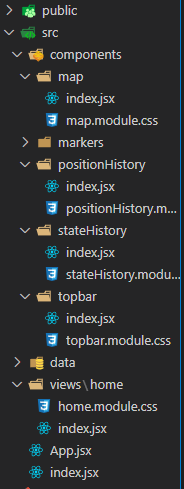 public
src
components
map
index.jsx
map.module.css
markers
positionHistory
index.jsx
positionHistory.m...
stateHistory
index.jsx
stateHistory.modu...
topbar
index.jsx
topbar.module.css
data
views\home
home.module.css
index.jsx
App.jsx
index.jsx